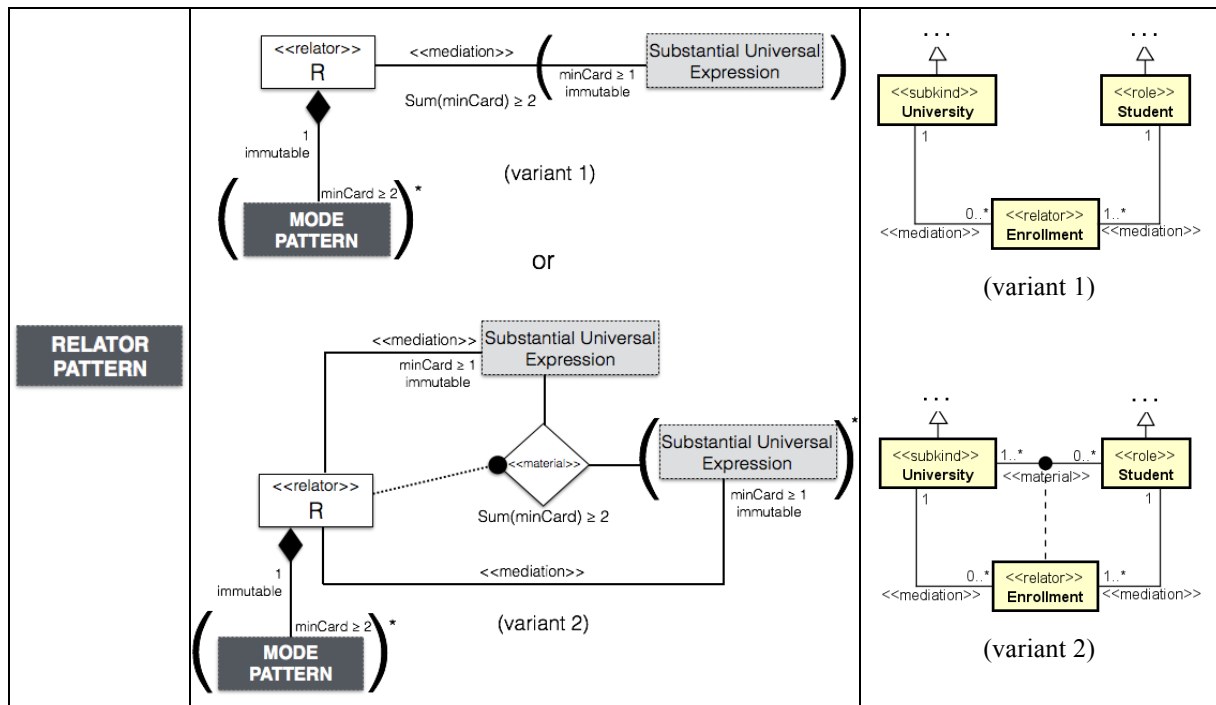 RELATOR
PATTERN
<<relator>>
R
<<mediation>>
Sum(minCard) ≥ 2
(
minCard ≥ 1
immutable
Substantial Universal
Expression
)
1
immutable
(
minCard ≥ 2
MODE
PATTERN
)*
(variant 1)
or
<<mediation>>
minCard ≥ 1
immutable
Substantial Universal
Expression
<<material>>
(
Substantial Universal
Expression
)*
minCard ≥ 1
immutable
Sum(minCard) ≥ 2
<<relator>>
R
<<mediation>>
1
immutable
(
minCard ≥ 2
MODE
PATTERN
)*
(variant 2)
. . .
. . .
<<subkind>>
University
<<role>>
Student
1
1
0..*
<<relator>>
Enrollment
1..*
<<mediation>>
<<mediation>>
(variant 1)
. . .
. . .
<<subkind>>
University
1..*
0..*
<<material>>
<<role>>
Student
1
1
0..*
<<relator>>
Enrollment
1..*
<<mediation>>
<<mediation>>
(variant 2)